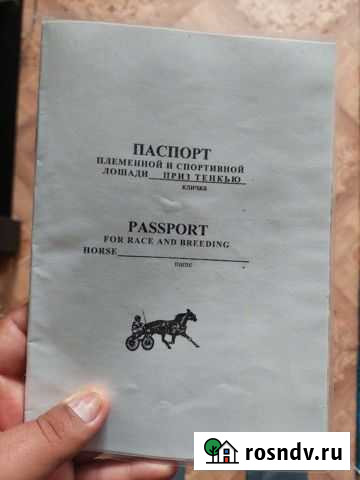 ПАСПОРТ
ПЛЕМЕННОЙ И СПОРТИВНОЙ
ЛОШАДИ ПРИЗ ТЕНКЬЮ
кличка
PASSPORT
FOR RACE AND BREEDING
HORSE
name
rosndv.ru